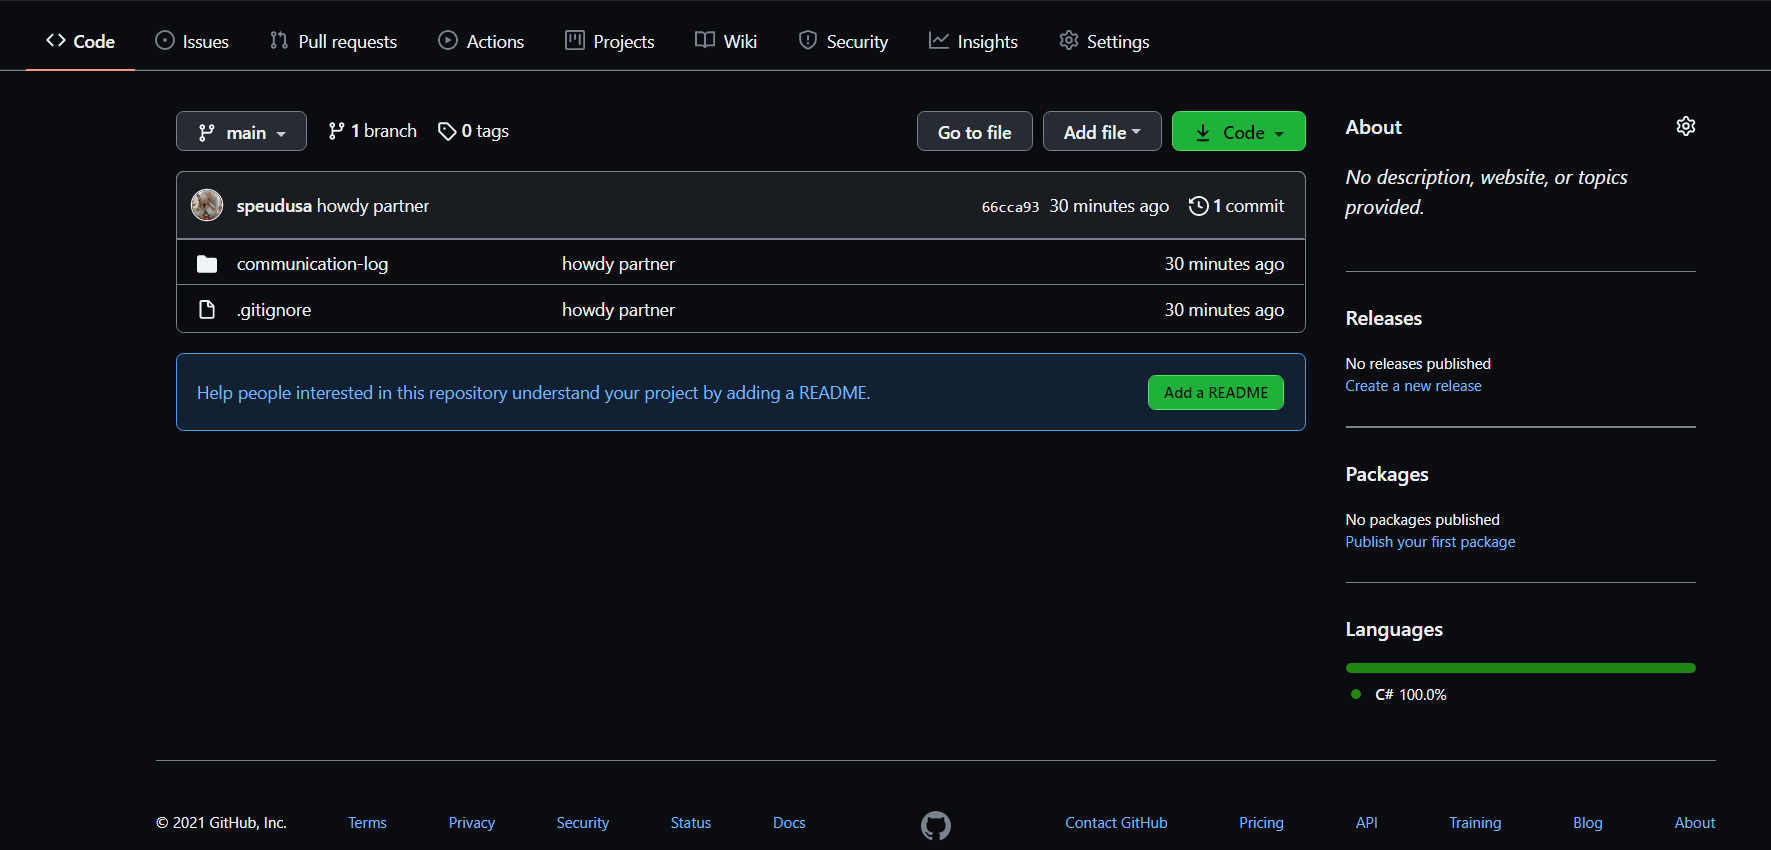 Code Issues Pull requests Actions Projects Wiki Security Insights Settings
main 1 branch 0 tags Go to file Add file Code
speudusa howdy partner 66cca93 30 minutes ago 1 commit
communication-log howdy partner 30 minutes ago
.gitignore howdy partner 30 minutes ago
Help people interested in this repository understand your project by adding a README. Add a README
About
No description, website, or topics
provided.
Releases
No releases published
Create a new release
Packages
No packages published
Publish your first package
Languages
C# 100.0%
© 2021 GitHub, Inc. Terms Privacy Security Status Docs Contact GitHub Pricing API Training Blog About